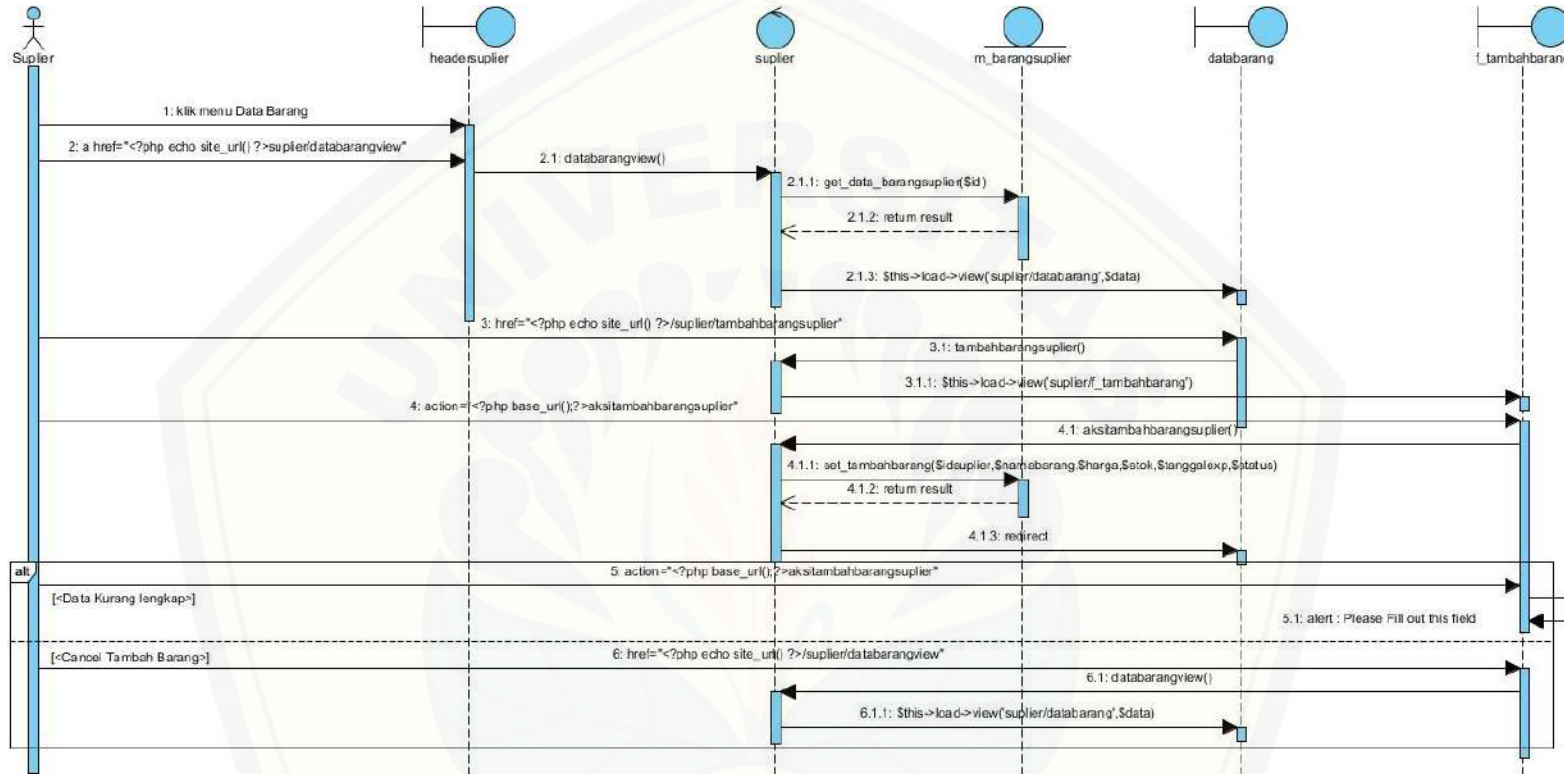 Suplier
headersuplier
suplier
m_barangsuplier
databarang
f_tambahbarang
1: klik menu Data Barang
2: a href="<?php echo site_url() ?>suplier/databarangview"
2.1: databarangview()
2.1.1: get_data_barangsuplier($id)
2.1.2: return result
2.1.3: $this->load->view('suplier/databarang',$data)
3: href="<?php echo site_url() ?>/suplier/tambahbarangsuplier"
3.1: tambahbarangsuplier()
3.1.1: $this->load->view('suplier/f_tambahbarang')
4: action="<?php base_url();?>aksitambahbarangsuplier"
4.1: aksitambahbarangsuplier()
4.1.1: set_tambahbarang($idsuplier,$namabarang,$harga,$stok,$tanggalexp,$status)
4.1.2: return result
4.1.3: redirect
alt
5: action="<?php base_url();?>aksitambahbarangsuplier"
[<Data Kurang lengkap>]
5.1: alert : Please Fill out this field
[<Cancel Tambah Barang>]
6: href="<?php echo site_url() ?>/suplier/databarangview"
6.1: databarangview()
6.1.1: $this->load->view('suplier/databarang',$data)
UNIVERSITAS